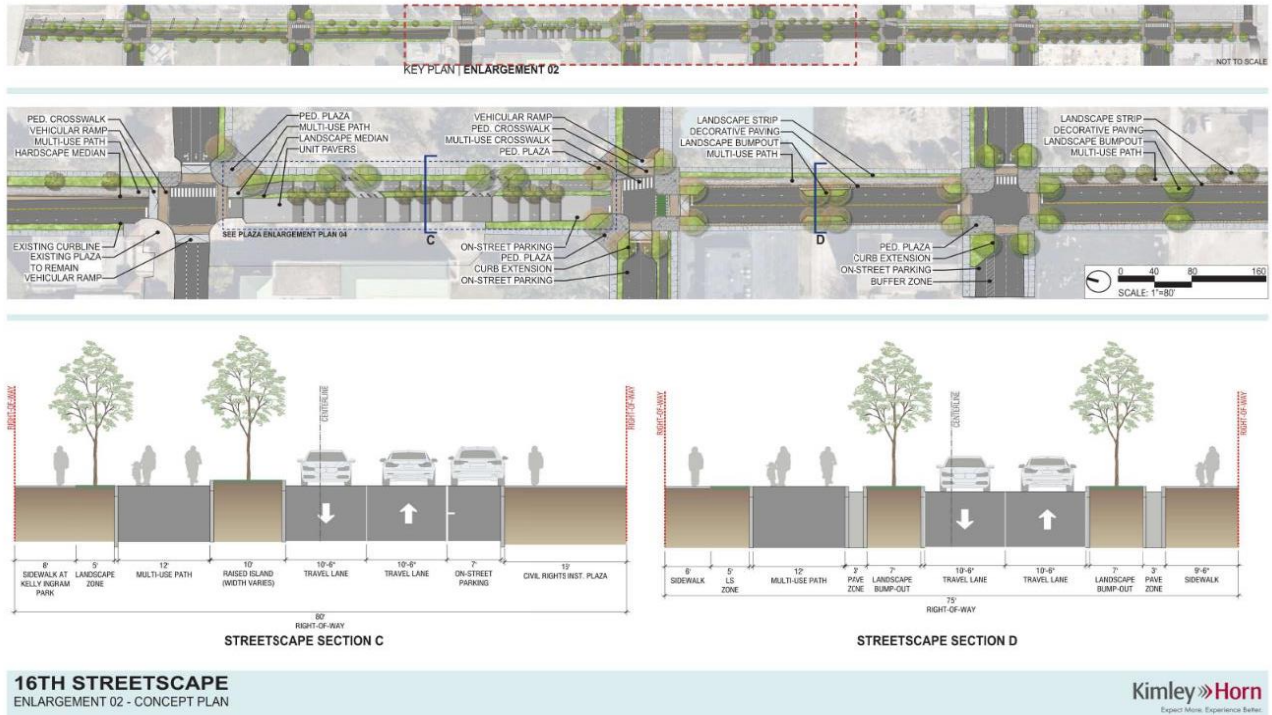 KEY PLAN | ENLARGEMENT 02
NOT TO SCALE
PED. CROSSWALK
VEHICULAR RAMP
MULTI-USE PATH
HARDSCAPE MEDIAN
PED. PLAZA
MULTI-USE PATH
LANDSCAPE MEDIAN
UNIT PAVERS
VEHICULAR RAMP
PED. CROSSWALK
MULTI-USE CROSSWALK
PED. PLAZA
LANDSCAPE STRIP
DECORATIVE PAVING
LANDSCAPE BUMPOUT
MULTI-USE PATH
LANDSCAPE STRIP
DECORATIVE PAVING
LANDSCAPE BUMPOUT
MULTI-USE PATH
EXISTING CURBLINE
EXISTING PLAZA
TO REMAIN
VEHICULAR RAMP
SEE PLAZA ENLARGEMENT PLAN 04
C
ON-STREET PARKING
PED. PLAZA
CURB EXTENSION
ON-STREET PARKING
D
PED. PLAZA
CURB EXTENSION
ON-STREET PARKING
BUFFER ZONE
0 40 80 160
SCALE: 1"=80'
RIGHT-OF-WAY
CENTERLINE
RIGHT-OF-WAY
SIDEWALK AT
KELLY INGRAM
PARK
5'
LANDSCAPE
ZONE
12'
MULTI-USE PATH
10'
RAISED ISLAND
(WIDTH VARIES)
10'-6"
TRAVEL LANE
10'-6"
TRAVEL LANE
7'
ON-STREET
PARKING
CIVIL RIGHTS INST. PLAZA
80'
RIGHT-OF-WAY
STREETSCAPE SECTION C
RIGHT-OF-WAY
CENTERLINE
RIGHT-OF-WAY
6'
SIDEWALK
5'
LS
ZONE
12'
MULTI-USE PATH
3'
PAVE
ZONE
7'
LANDSCAPE
BUMP-OUT
10'-6"
TRAVEL LANE
10'-6"
TRAVEL LANE
7'
LANDSCAPE
BUMP-OUT
3'
PAVE
ZONE
9'-6"
SIDEWALK
75'
RIGHT-OF-WAY
STREETSCAPE SECTION D
16TH STREETSCAPE
ENLARGEMENT 02 - CONCEPT PLAN
Kimley»Horn
Expect More. Experience Better.